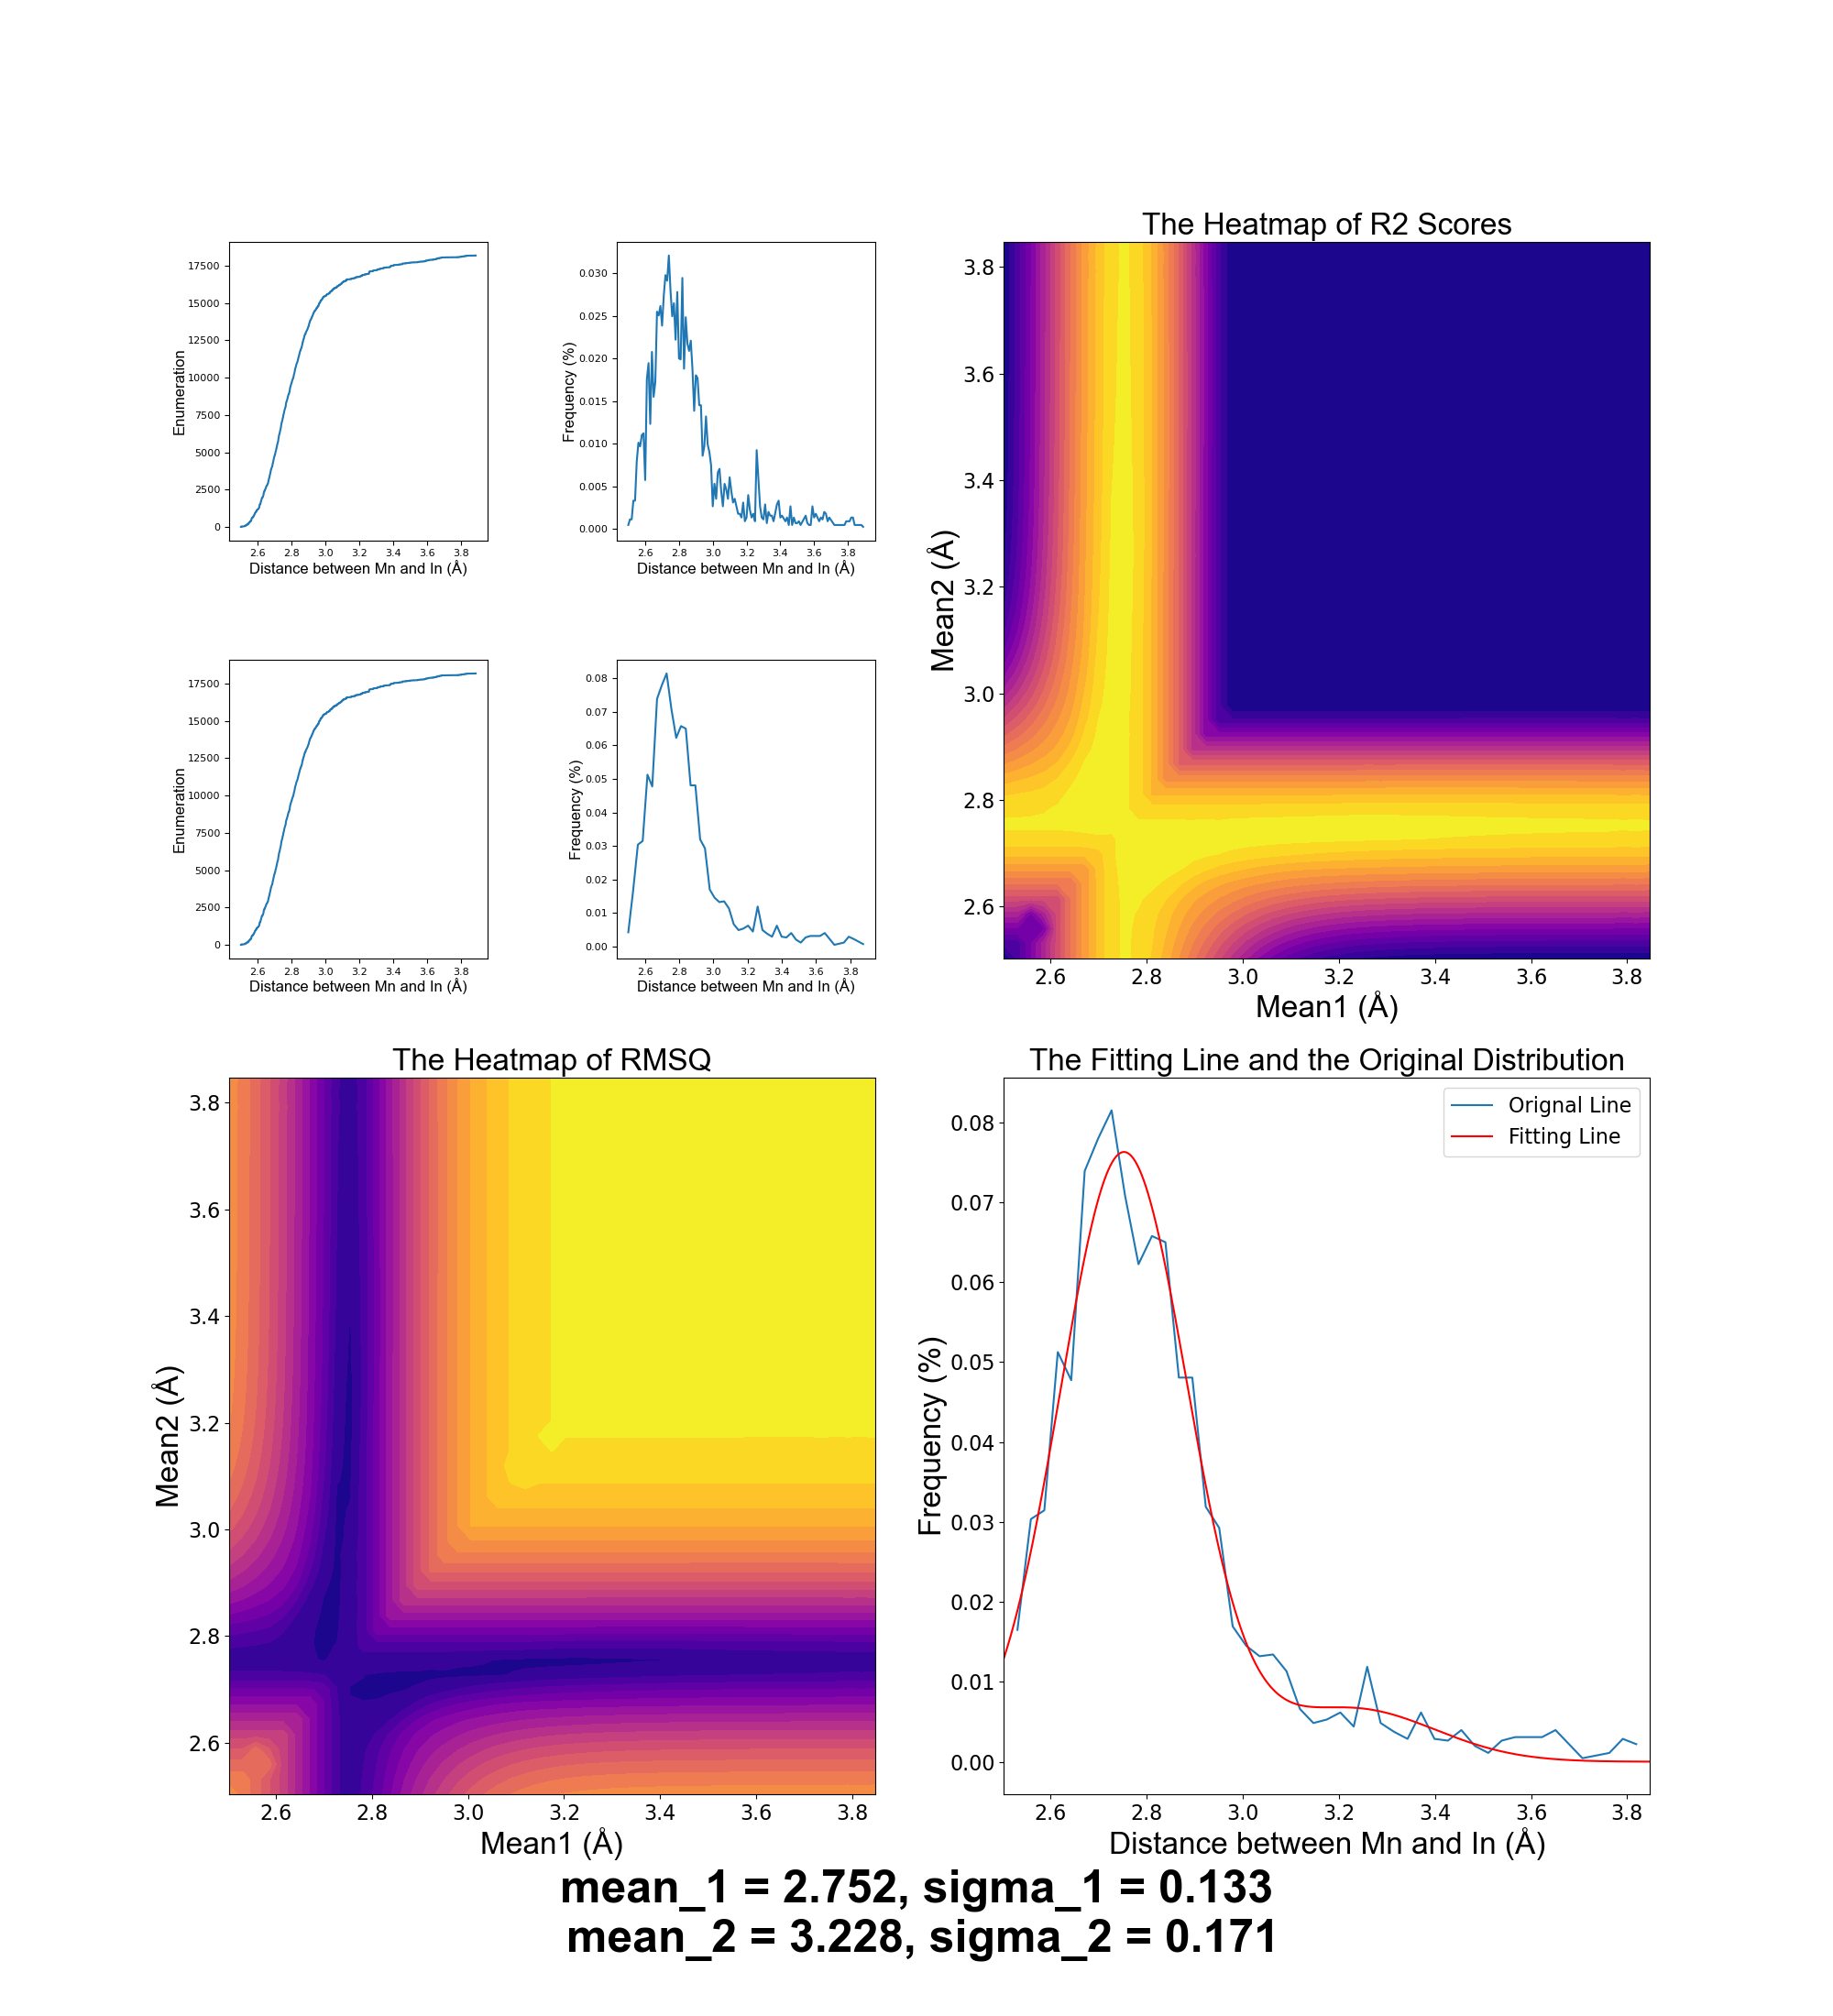 17500
15000
12500
10000
7500
5000
2500
0
Enumeration
2.6 2.8 3.0 3.2 3.4 3.6 3.8
Distance between Mn and In (Å)
0.030
0.025
0.020
0.015
0.010
0.005
0.000
Frequency (%)
2.6 2.8 3.0 3.2 3.4 3.6 3.8
Distance between Mn and In (Å)
The Heatmap of R2 Scores
3.8
3.6
3.4
3.2
3.0
2.8
2.6
Mean2 (Å)
2.6 2.8 3.0 3.2 3.4 3.6 3.8
Mean1 (Å)
17500
15000
12500
10000
7500
5000
2500
0
Enumeration
2.6 2.8 3.0 3.2 3.4 3.6 3.8
Distance between Mn and In (Å)
0.08
0.07
0.06
0.05
0.04
0.03
0.02
0.01
0.00
Frequency (%)
2.6 2.8 3.0 3.2 3.4 3.6 3.8
Distance between Mn and In (Å)
The Heatmap of RMSQ
3.8
3.6
3.4
3.2
3.0
2.8
2.6
Mean2 (Å)
2.6 2.8 3.0 3.2 3.4 3.6 3.8
Mean1 (Å)
The Fitting Line and the Original Distribution
Orignal Line
Fitting Line
0.08
0.07
0.06
0.05
0.04
0.03
0.02
0.01
0.00
Frequency (%)
2.6 2.8 3.0 3.2 3.4 3.6 3.8
Distance between Mn and In (Å)
mean_1 = 2.752, sigma_1 = 0.133
mean_2 = 3.228, sigma_2 = 0.171